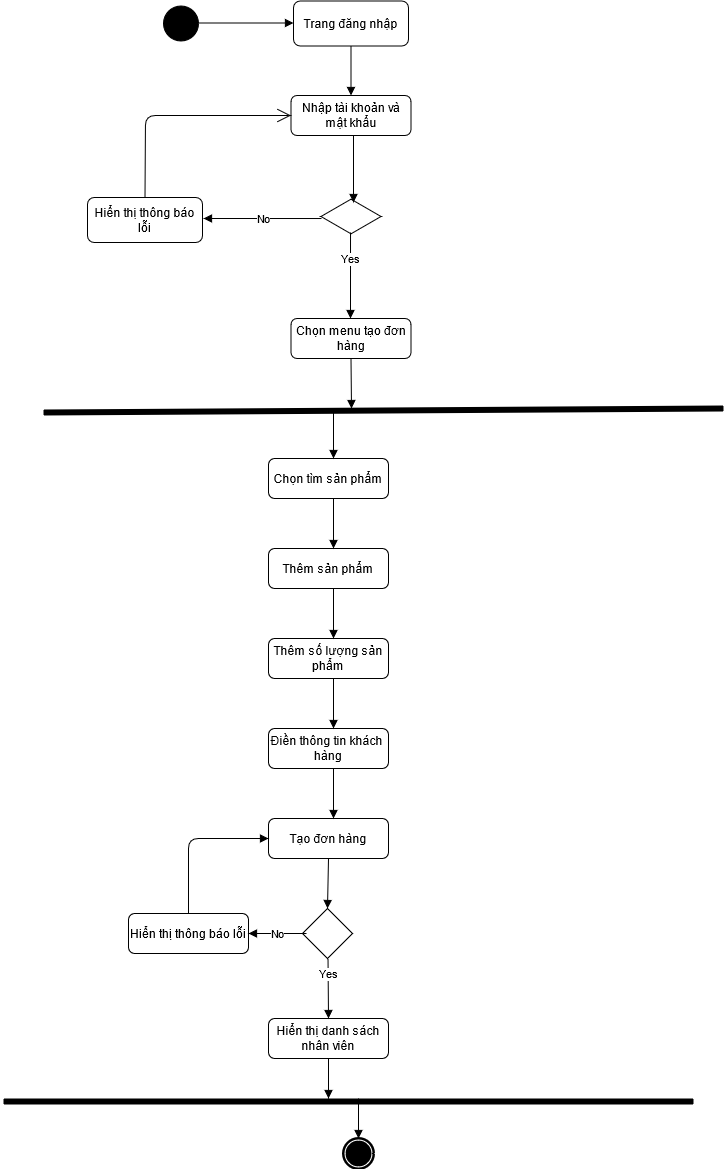 Trang đăng nhập
Nhập tài khoản và
mật khẩu
Hiển thị thông báo
lỗi
No
Yes
Chọn menu tạo đơn
hàng
Chọn tìm sản phẩm
Thêm sản phẩm
Thêm số lượng sản
phẩm
Điền thông tin khách
hàng
Tạo đơn hàng
Hiển thị thông báo lỗi
No
Yes
Hiển thị danh sách
nhân viên